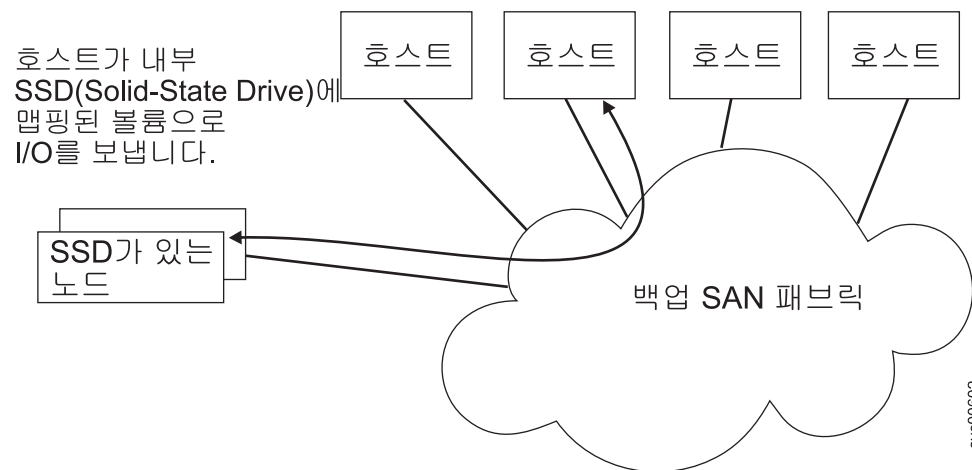 호스트가 내부
SSD(Solid-State Drive)에
맵핑된 볼륨으로
I/O를 보냅니다.
호스트
호스트
호스트
호스트
SSD가 있는
노드
백업 SAN 패브릭